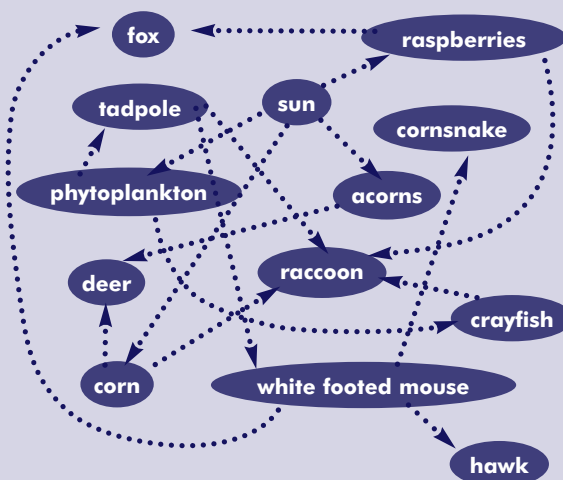 fox
raspberries
tadpole
sun
cornsnake
phytoplankton
acorns
raccoon
deer
crayfish
corn
white footed mouse
hawk